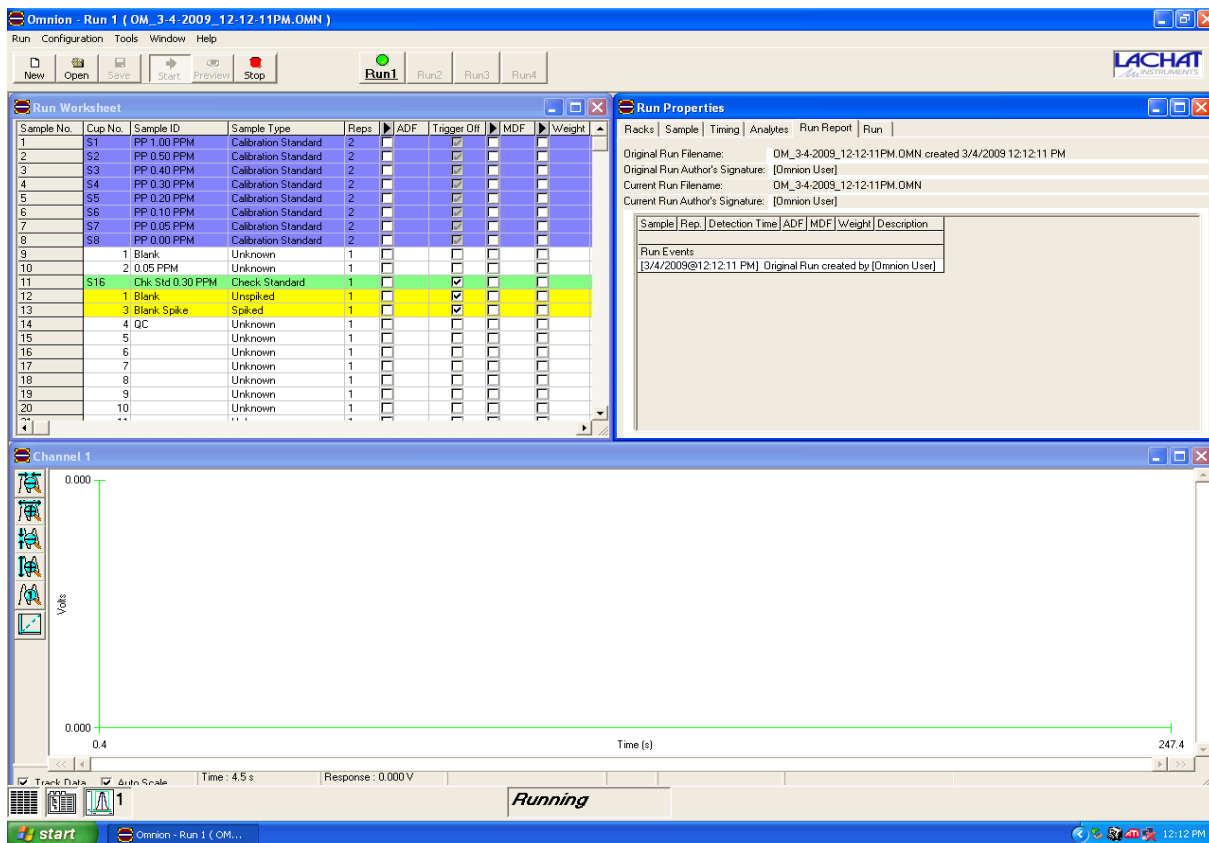 Omnion - Run 1 ( OM_3-4-2009_12-12-11PM.OMN )
Run Configuration Tools Window Help
New Open Save Start Preview Stop Run1 Run2 Run3 Run4
LACHAT
INSTRUMENTS
Run Worksheet
Sample No. Cup No. Sample ID Sample Type Reps ADF Trigger Off MDF Weight
1 S1 PP 1.00 PPM Calibration Standard 2
2 S2 PP 0.50 PPM Calibration Standard 2
3 S3 PP 0.40 PPM Calibration Standard 2
4 S4 PP 0.30 PPM Calibration Standard 2
5 S5 PP 0.20 PPM Calibration Standard 2
6 S6 PP 0.10 PPM Calibration Standard 2
7 S7 PP 0.05 PPM Calibration Standard 2
8 S8 PP 0.00 PPM Calibration Standard 2
9 1 Blank Unknown 1
10 2 0.05 PPM Unknown 1
11 S16 Chk Std 0.30 PPM Check Standard 1
12 1 Blank Unspiked 1
13 3 Blank Spike Spiked 1
14 4 QC Unknown 1
15 5 Unknown 1
16 6 Unknown 1
17 7 Unknown 1
18 8 Unknown 1
19 9 Unknown 1
20 10 Unknown 1
Run Properties
Racks Sample Timing Analytes Run Report Run
Original Run Filename: OM_3-4-2009_12-12-11PM.OMN created 3/4/2009 12:12:11 PM
Original Run Author's Signature: [Omnion User]
Current Run Filename: OM_3-4-2009_12-12-11PM.OMN
Current Run Author's Signature: [Omnion User]
Sample Rep. Detection Time ADF MDF Weight Description
Run Events
[3/4/2009@12:12:11 PM] Original Run created by [Omnion User]
Channel 1
0.000
Volts
0.000
0.4 Time (s) 247.4
<< >>
Track Data Auto Scale Time : 4.5 s Response : 0.000 V
1 Running
start Omnion - Run 1 ( OM... 12:12 PM